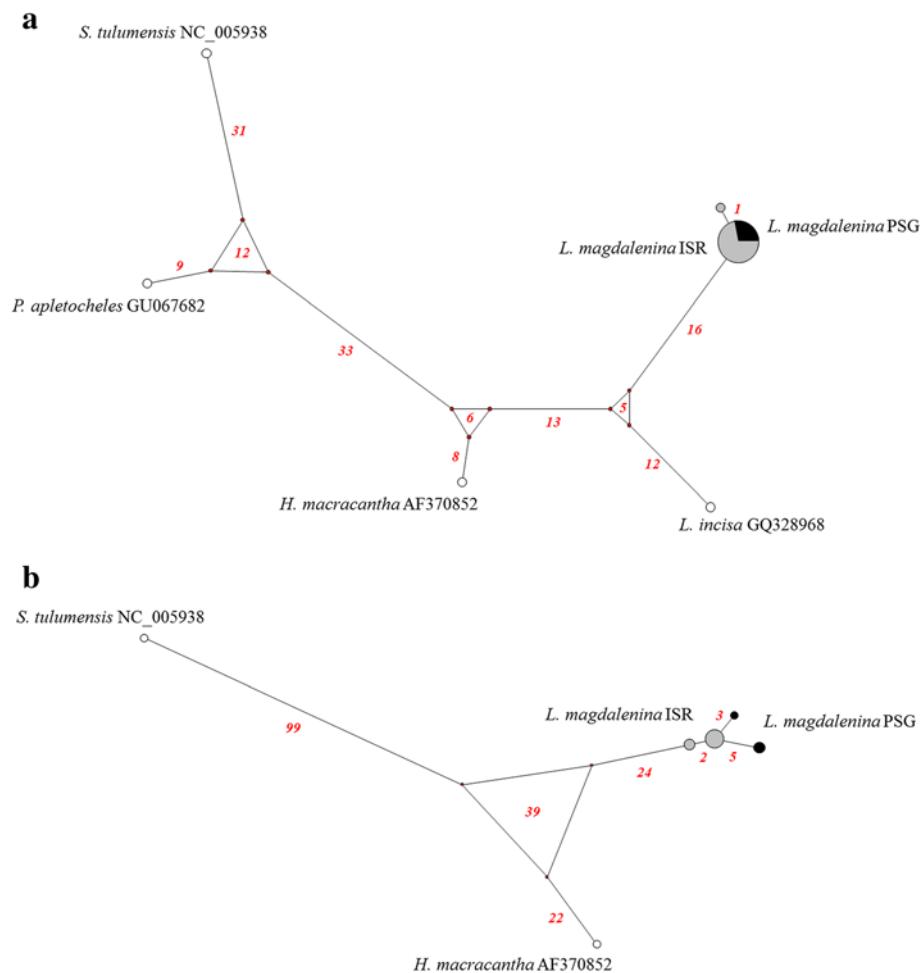 a
S. tulumensis NC_005938
31
1
L. magdalenina PSG
L. magdalenina ISR
12
9
P. apletocheles GU067682
16
33
6
13
5
8
12
H. macracantha AF370852
L. incisa GQ328968
b
S. tulumensis NC_005938
L. magdalenina ISR
3
L. magdalenina PSG
99
2
5
24
39
22
H. macracantha AF370852